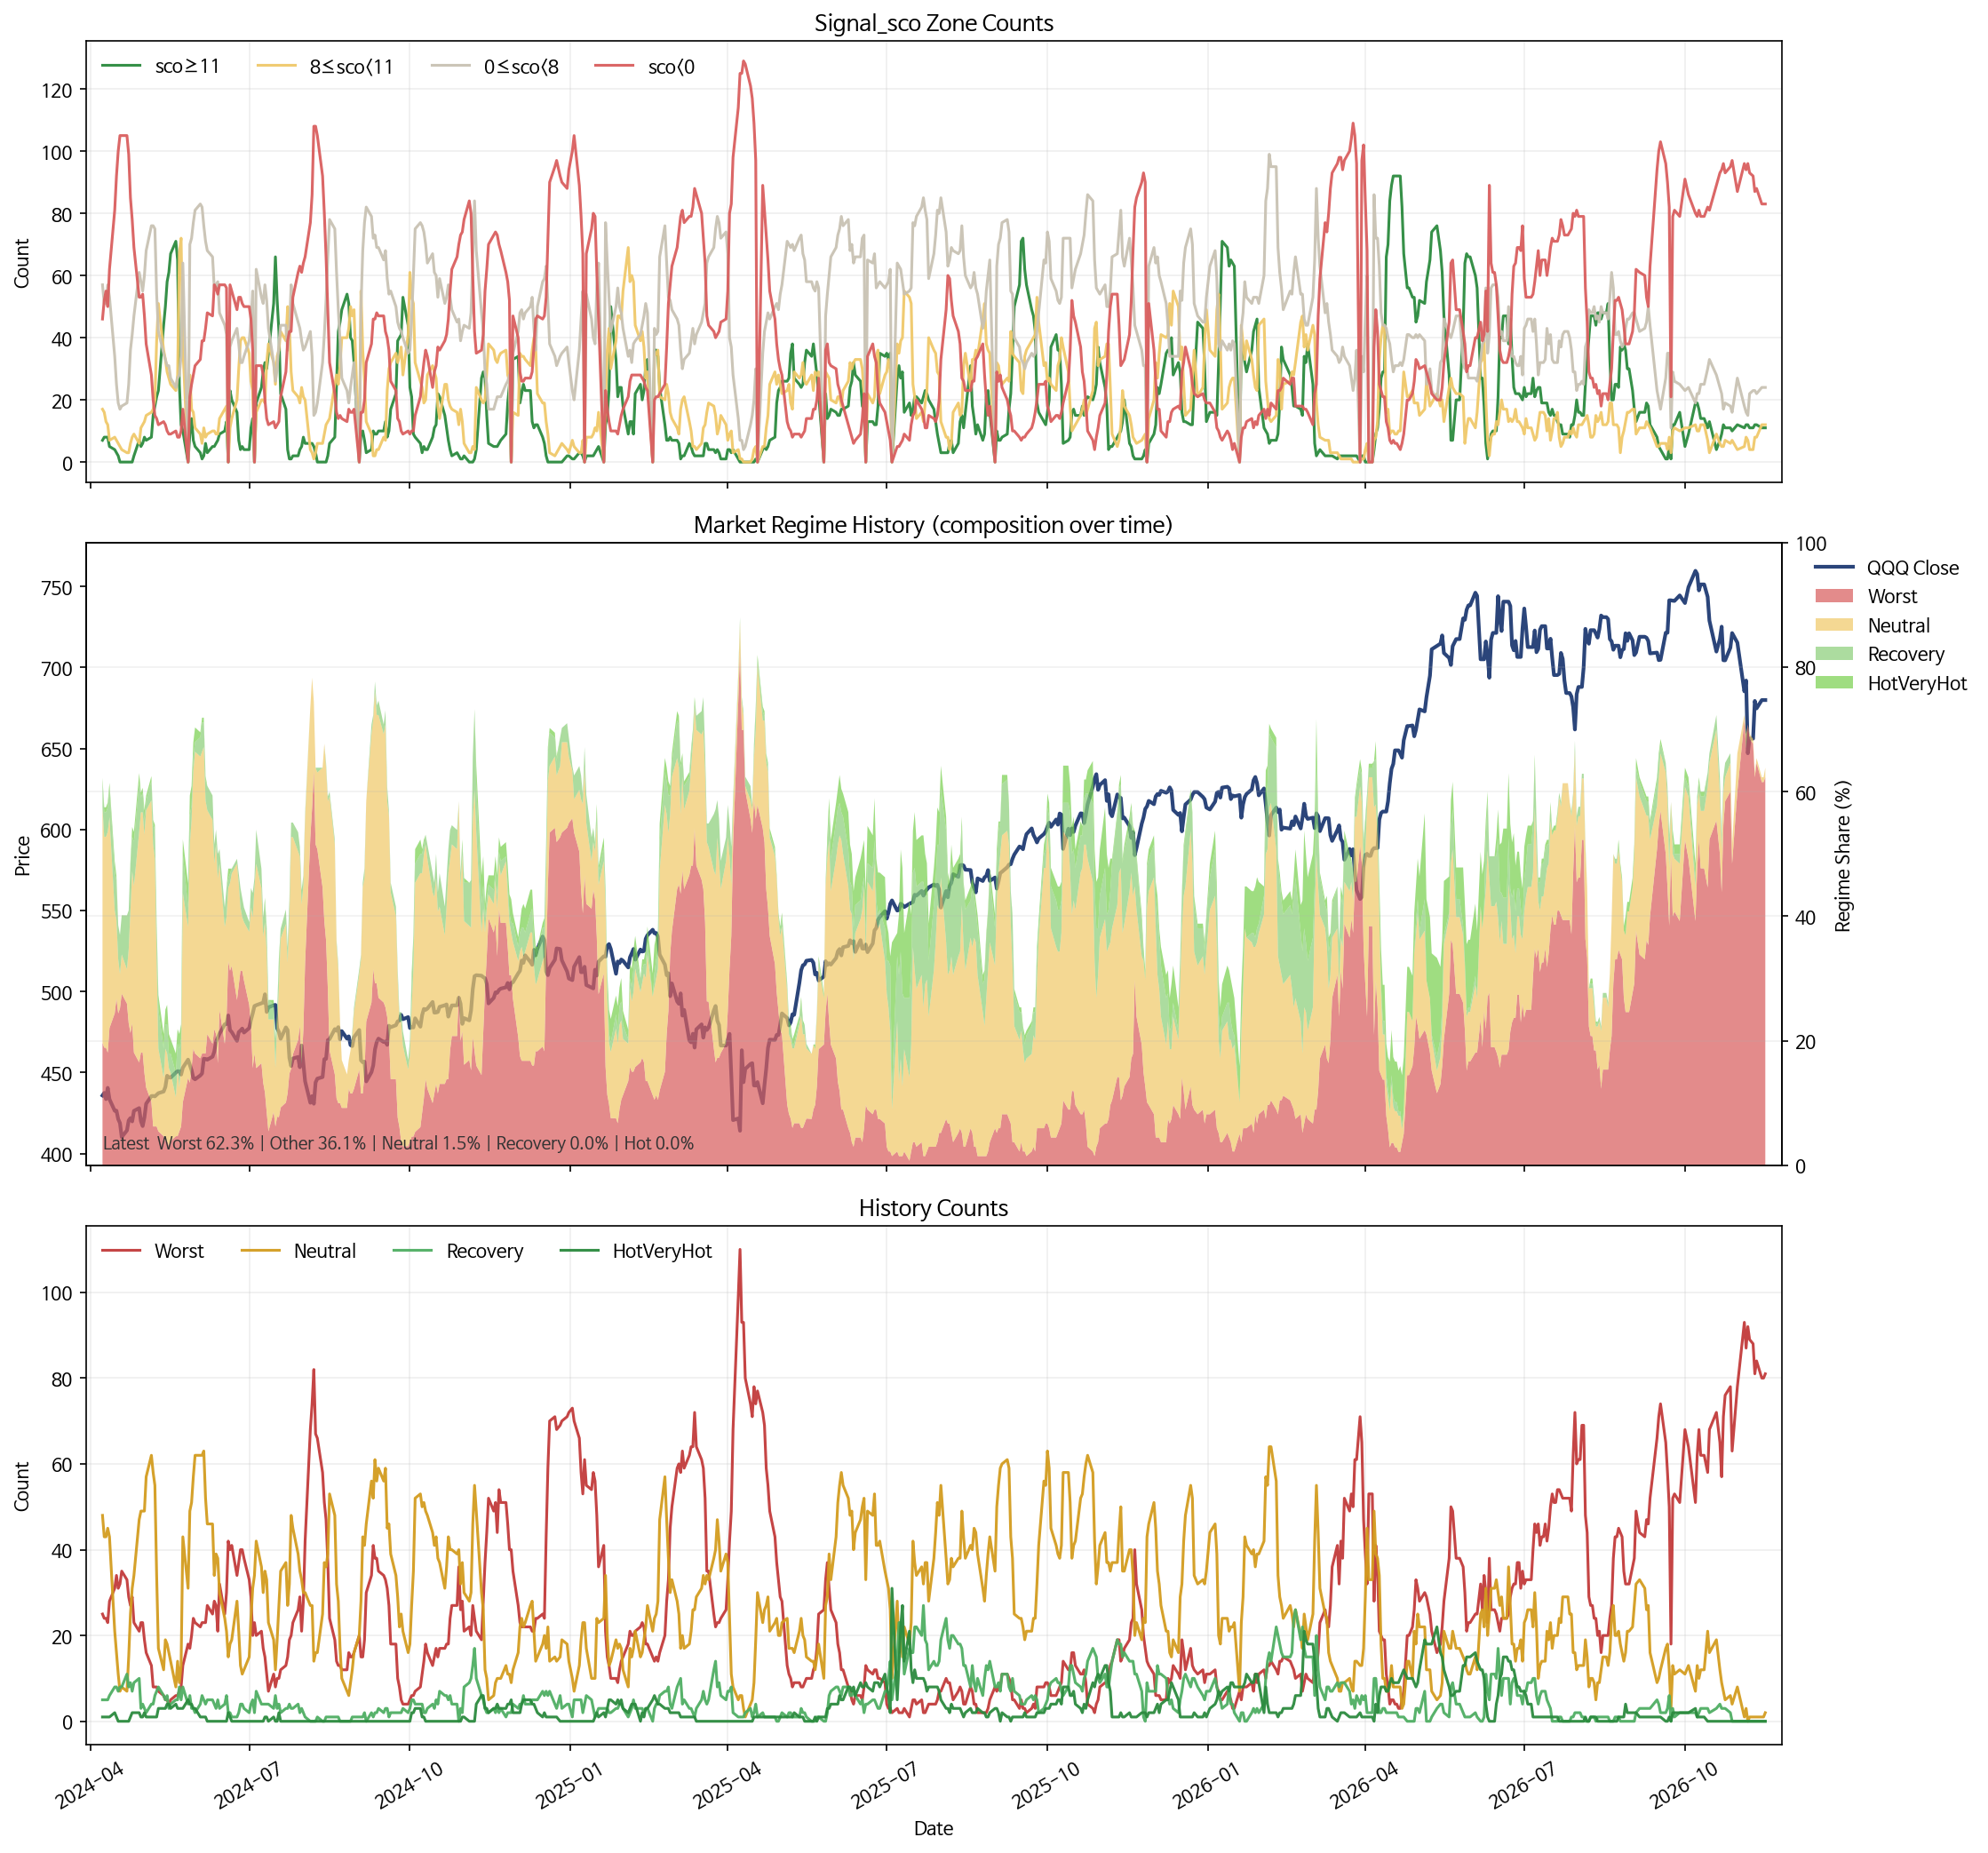 Signal_sco Zone Counts
sco≥11
8≤sco<11
0≤sco<8
sco<0
Count
120
100
80
60
40
20
0
Market Regime History (composition over time)
QQQ Close
Worst
Neutral
Recovery
HotVeryHot
Price
750
700
650
600
550
500
450
400
100
80
60
40
20
0
Regime Share (%)
Latest Worst 62.3% | Other 36.1% | Neutral 1.5% | Recovery 0.0% | Hot 0.0%
History Counts
Worst
Neutral
Recovery
HotVeryHot
Count
100
80
60
40
20
0
2024-04
2024-07
2024-10
2025-01
2025-04
2025-07
2025-10
2026-01
2026-04
2026-07
2026-10
Date